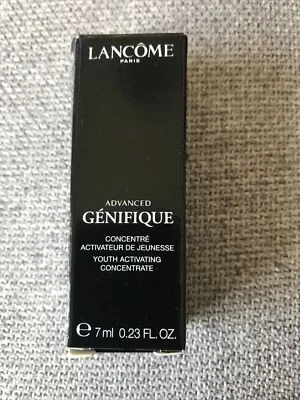 LANCÔME
PARIS
ADVANCED
GÉNIFIQUE
CONCENTRÉ
ACTIVATEUR DE JEUNESSE
YOUTH ACTIVATING
CONCENTRATE
e 7 ml 0.23 FL.OZ.